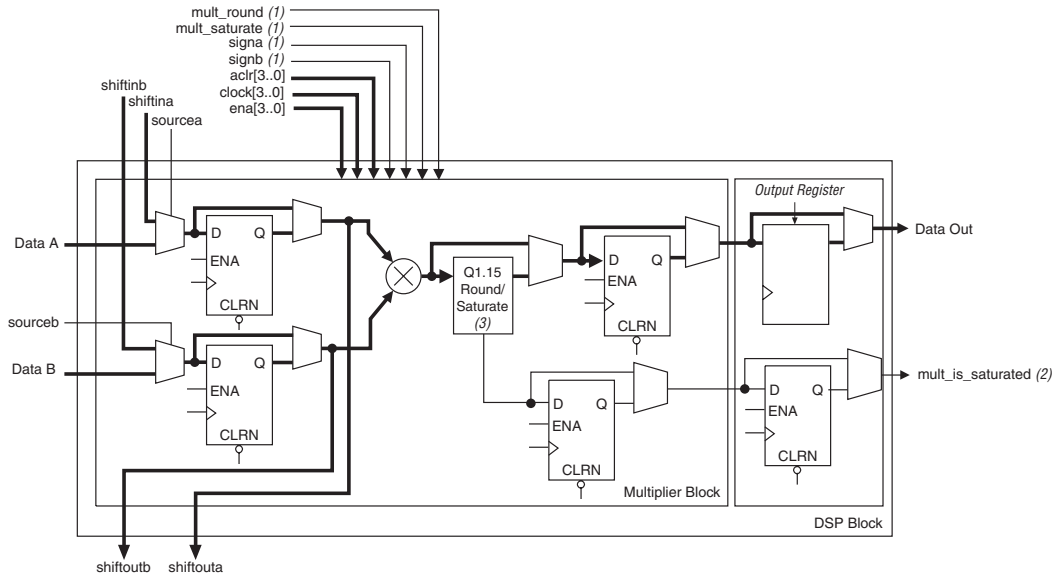 mult_round (1)
mult_saturate (1)
signa (1)
signb (1)
aclr[3..0]
clock[3..0]
ena[3..0]
shiftinb
shiftina
sourcea
Data A
D Q
ENA
CLRN
sourceb
Data B
D Q
ENA
CLRN
Q1.15
Round/
Saturate
(3)
D Q
ENA
CLRN
D Q
ENA
CLRN
Multiplier Block
Output Register
Data Out
D Q
ENA
CLRN
mult_is_saturated (2)
DSP Block
shiftoutb
shiftouta